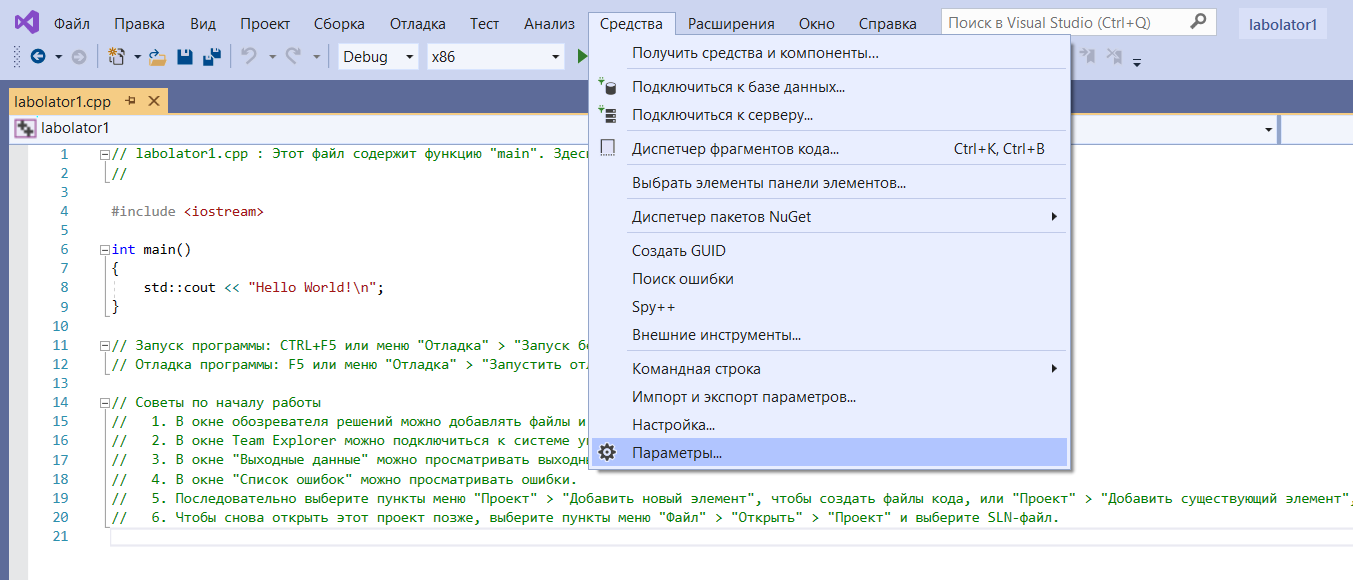 Файл Правка Вид Проект Сборка Отладка Тест Анализ Средства Расширения Окно Справка Поиск в Visual Studio (Ctrl+Q) labolator1
Debug x86
Получить средства и компоненты...
Подключиться к базе данных...
Подключиться к серверу...
Диспетчер фрагментов кода... Ctrl+K, Ctrl+B
Выбрать элементы панели элементов...
Диспетчер пакетов NuGet
Создать GUID
Поиск ошибки
Spy++
Внешние инструменты...
Командная строка
Импорт и экспорт параметров...
Настройка...
Параметры...
labolator1.cpp
labolator1
1 // labolator1.cpp : Этот файл содержит функцию "main". Здесь
2 //
3
4 #include <iostream>
5
6 int main()
7 {
8 std::cout << "Hello World!\n";
9 }
10
11 // Запуск программы: CTRL+F5 или меню "Отладка" > "Запуск
12 // Отладка программы: F5 или меню "Отладка" > "Запустить
13
14 // Советы по началу работы
15 // 1. В окне обозревателя решений можно добавлять файлы и
16 // 2. В окне Team Explorer можно подключиться к системе
17 // 3. В окне "Выходные данные" можно просматривать
18 // 4. В окне "Список ошибок" можно просматривать ошибки.
19 // 5. Последовательно выберите пункты меню "Проект" > "Добавить новый элемент", чтобы создать файлы кода, или "Проект" > "Добавить существующий элемент",
20 // 6. Чтобы снова открыть этот проект позже, выберите пункты меню "Файл" > "Открыть" > "Проект" и выберите SLN-файл.
21